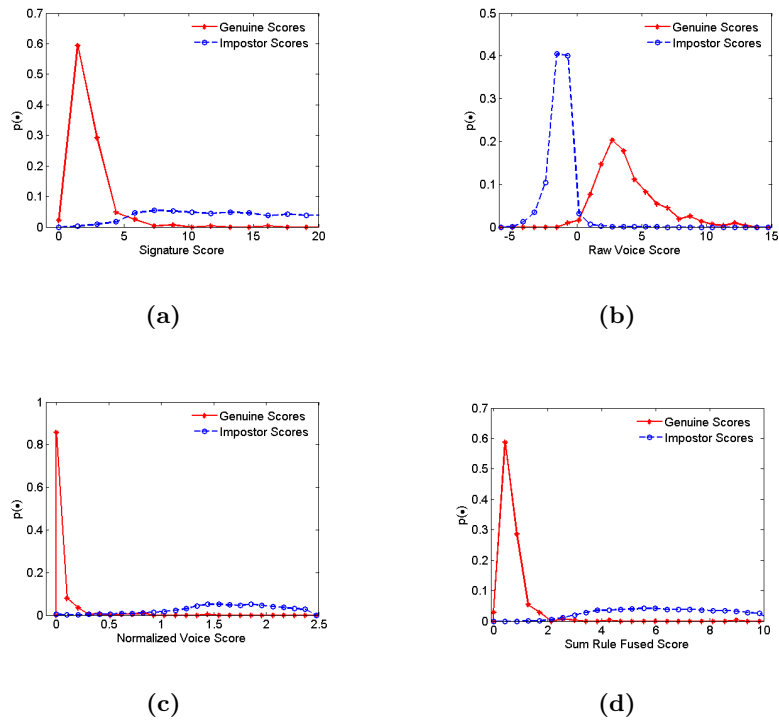 0.7
0.6
0.5
0.4
0.3
0.2
0.1
0
p(•)
0
5
10
15
20
Signature Score
Genuine Scores
Impostor Scores
(a)
0.5
0.4
0.3
0.2
0.1
0
p(•)
-5
0
5
10
15
Raw Voice Score
Genuine Scores
Impostor Scores
(b)
1
0.8
0.6
0.4
0.2
0
p(•)
0
0.5
1
1.5
2
2.5
Normalized Voice Score
Genuine Scores
Impostor Scores
(c)
0.7
0.6
0.5
0.4
0.3
0.2
0.1
0
p(•)
0
2
4
6
8
10
Sum Rule Fused Score
Genuine Scores
Impostor Scores
(d)